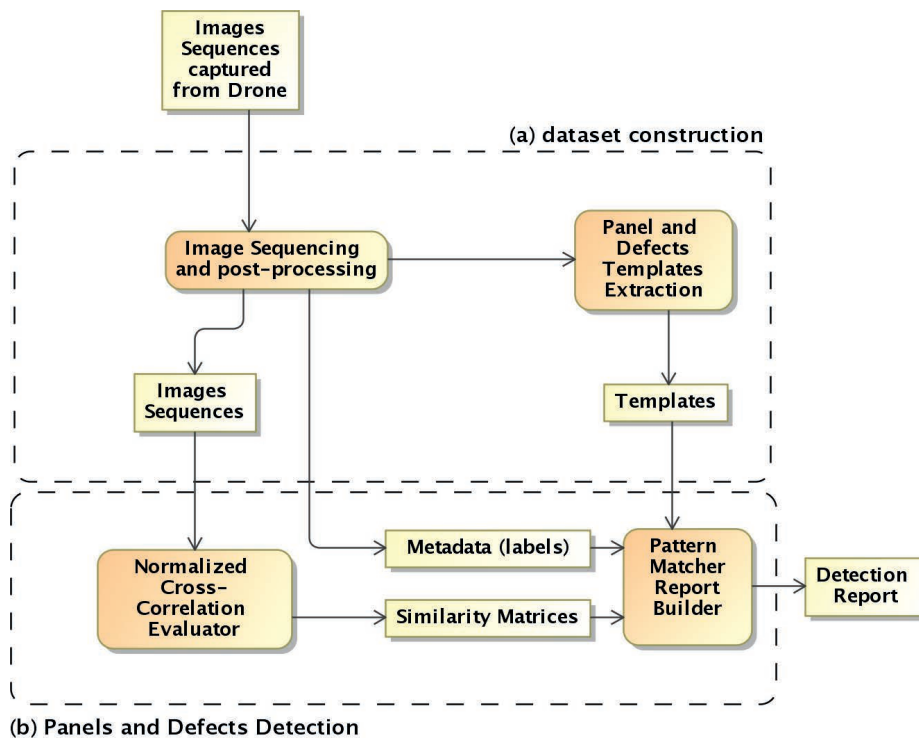 Images
Sequences
captured
from Drone
(a) dataset construction
Image Sequencing
and post-processing
Panel and
Defects
Templates
Extraction
Images
Sequences
Templates
Normalized
Cross-
Correlation
Evaluator
Metadata (labels)
Similarity Matrices
Pattern
Matcher
Report
Builder
Detection
Report
(b) Panels and Defects Detection